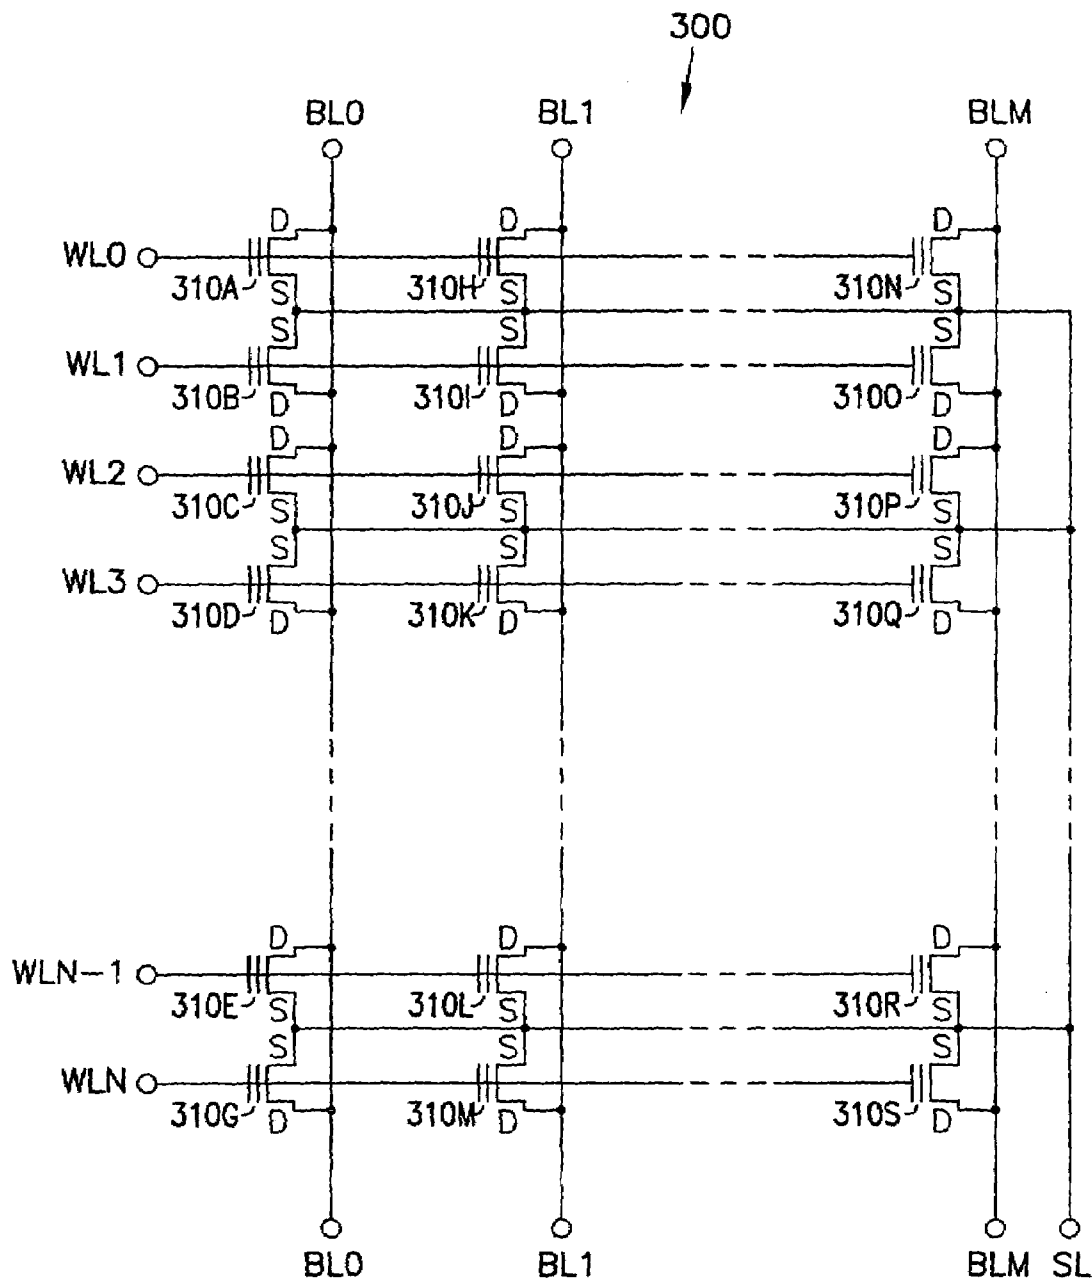 300
BL0 BL1 BLM
D D D
WL0
310A 310H 310N
S S S
S S S
WL1
310B 310I 310O
D D D
D D D
WL2
310C 310J 310P
S S S
S S S
WL3
310D 310K 310Q
D D D
D D D
WLN-1
310E 310L 310R
S S S
S S S
WLN
310G 310M 310S
D D D
BL0 BL1 BLM SL